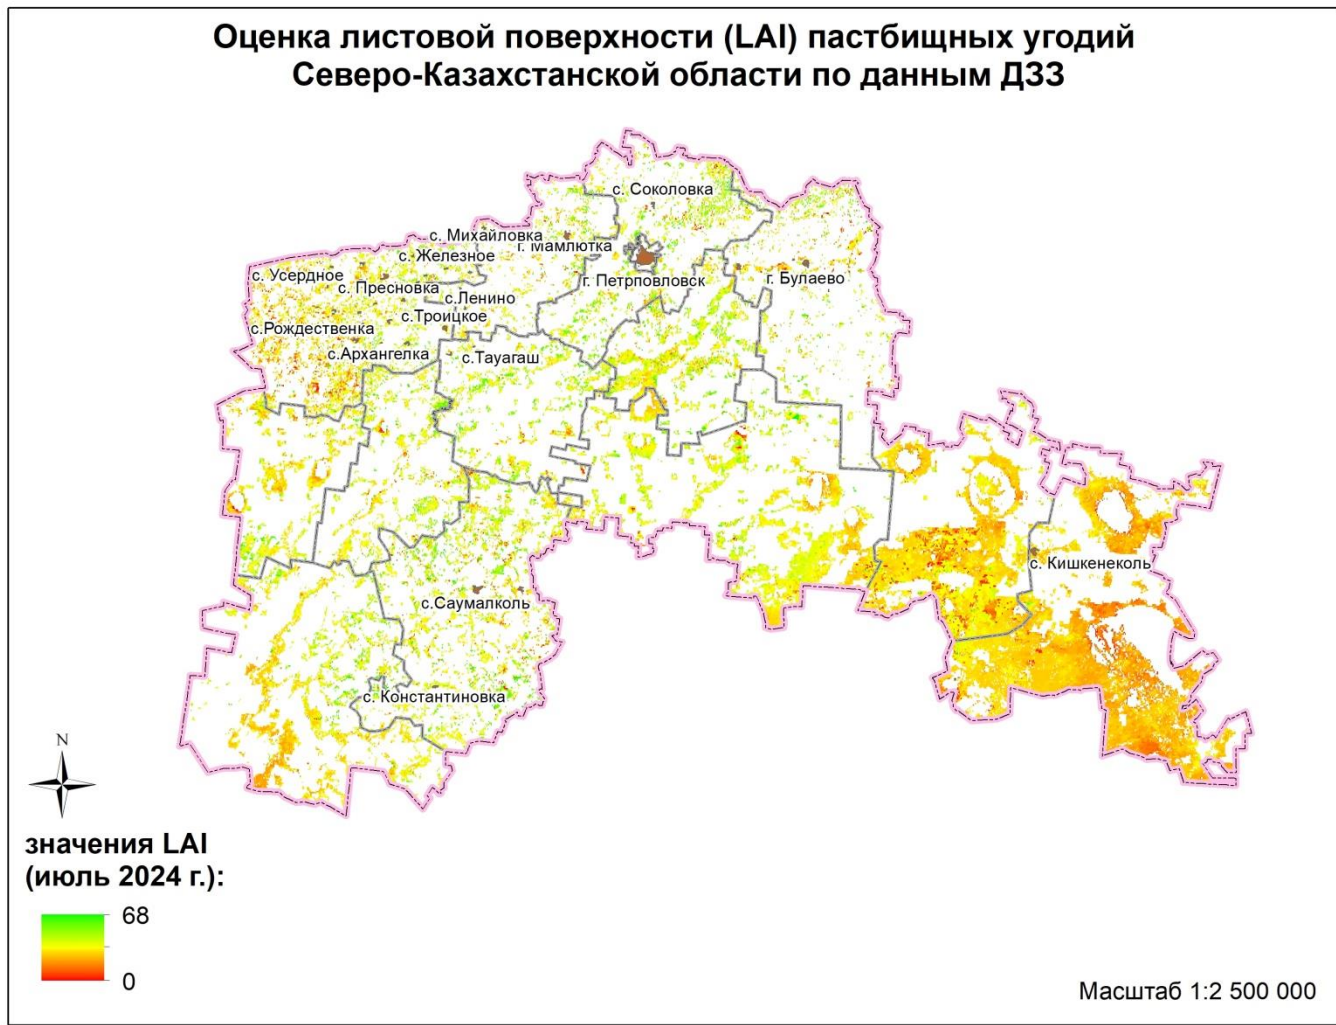 Оценка листовой поверхности (LAI) пастбищных угодий
Северо-Казахстанской области по данным ДЗЗ
с. Соколовка
с. Михайловка
г. Мамлютка
с. Железное
с. Усердное
с. Пресновка
г. Петрповловск
г. Булаево
с.Ленино
с.Троицкое
с.Рождественка
с.Архангелка
с.Тауагаш
с. Кишкенеколь
с.Саумалколь
с. Константиновка
N
значения LAI
(июль 2024 г.):
68
0
Масштаб 1:2 500 000